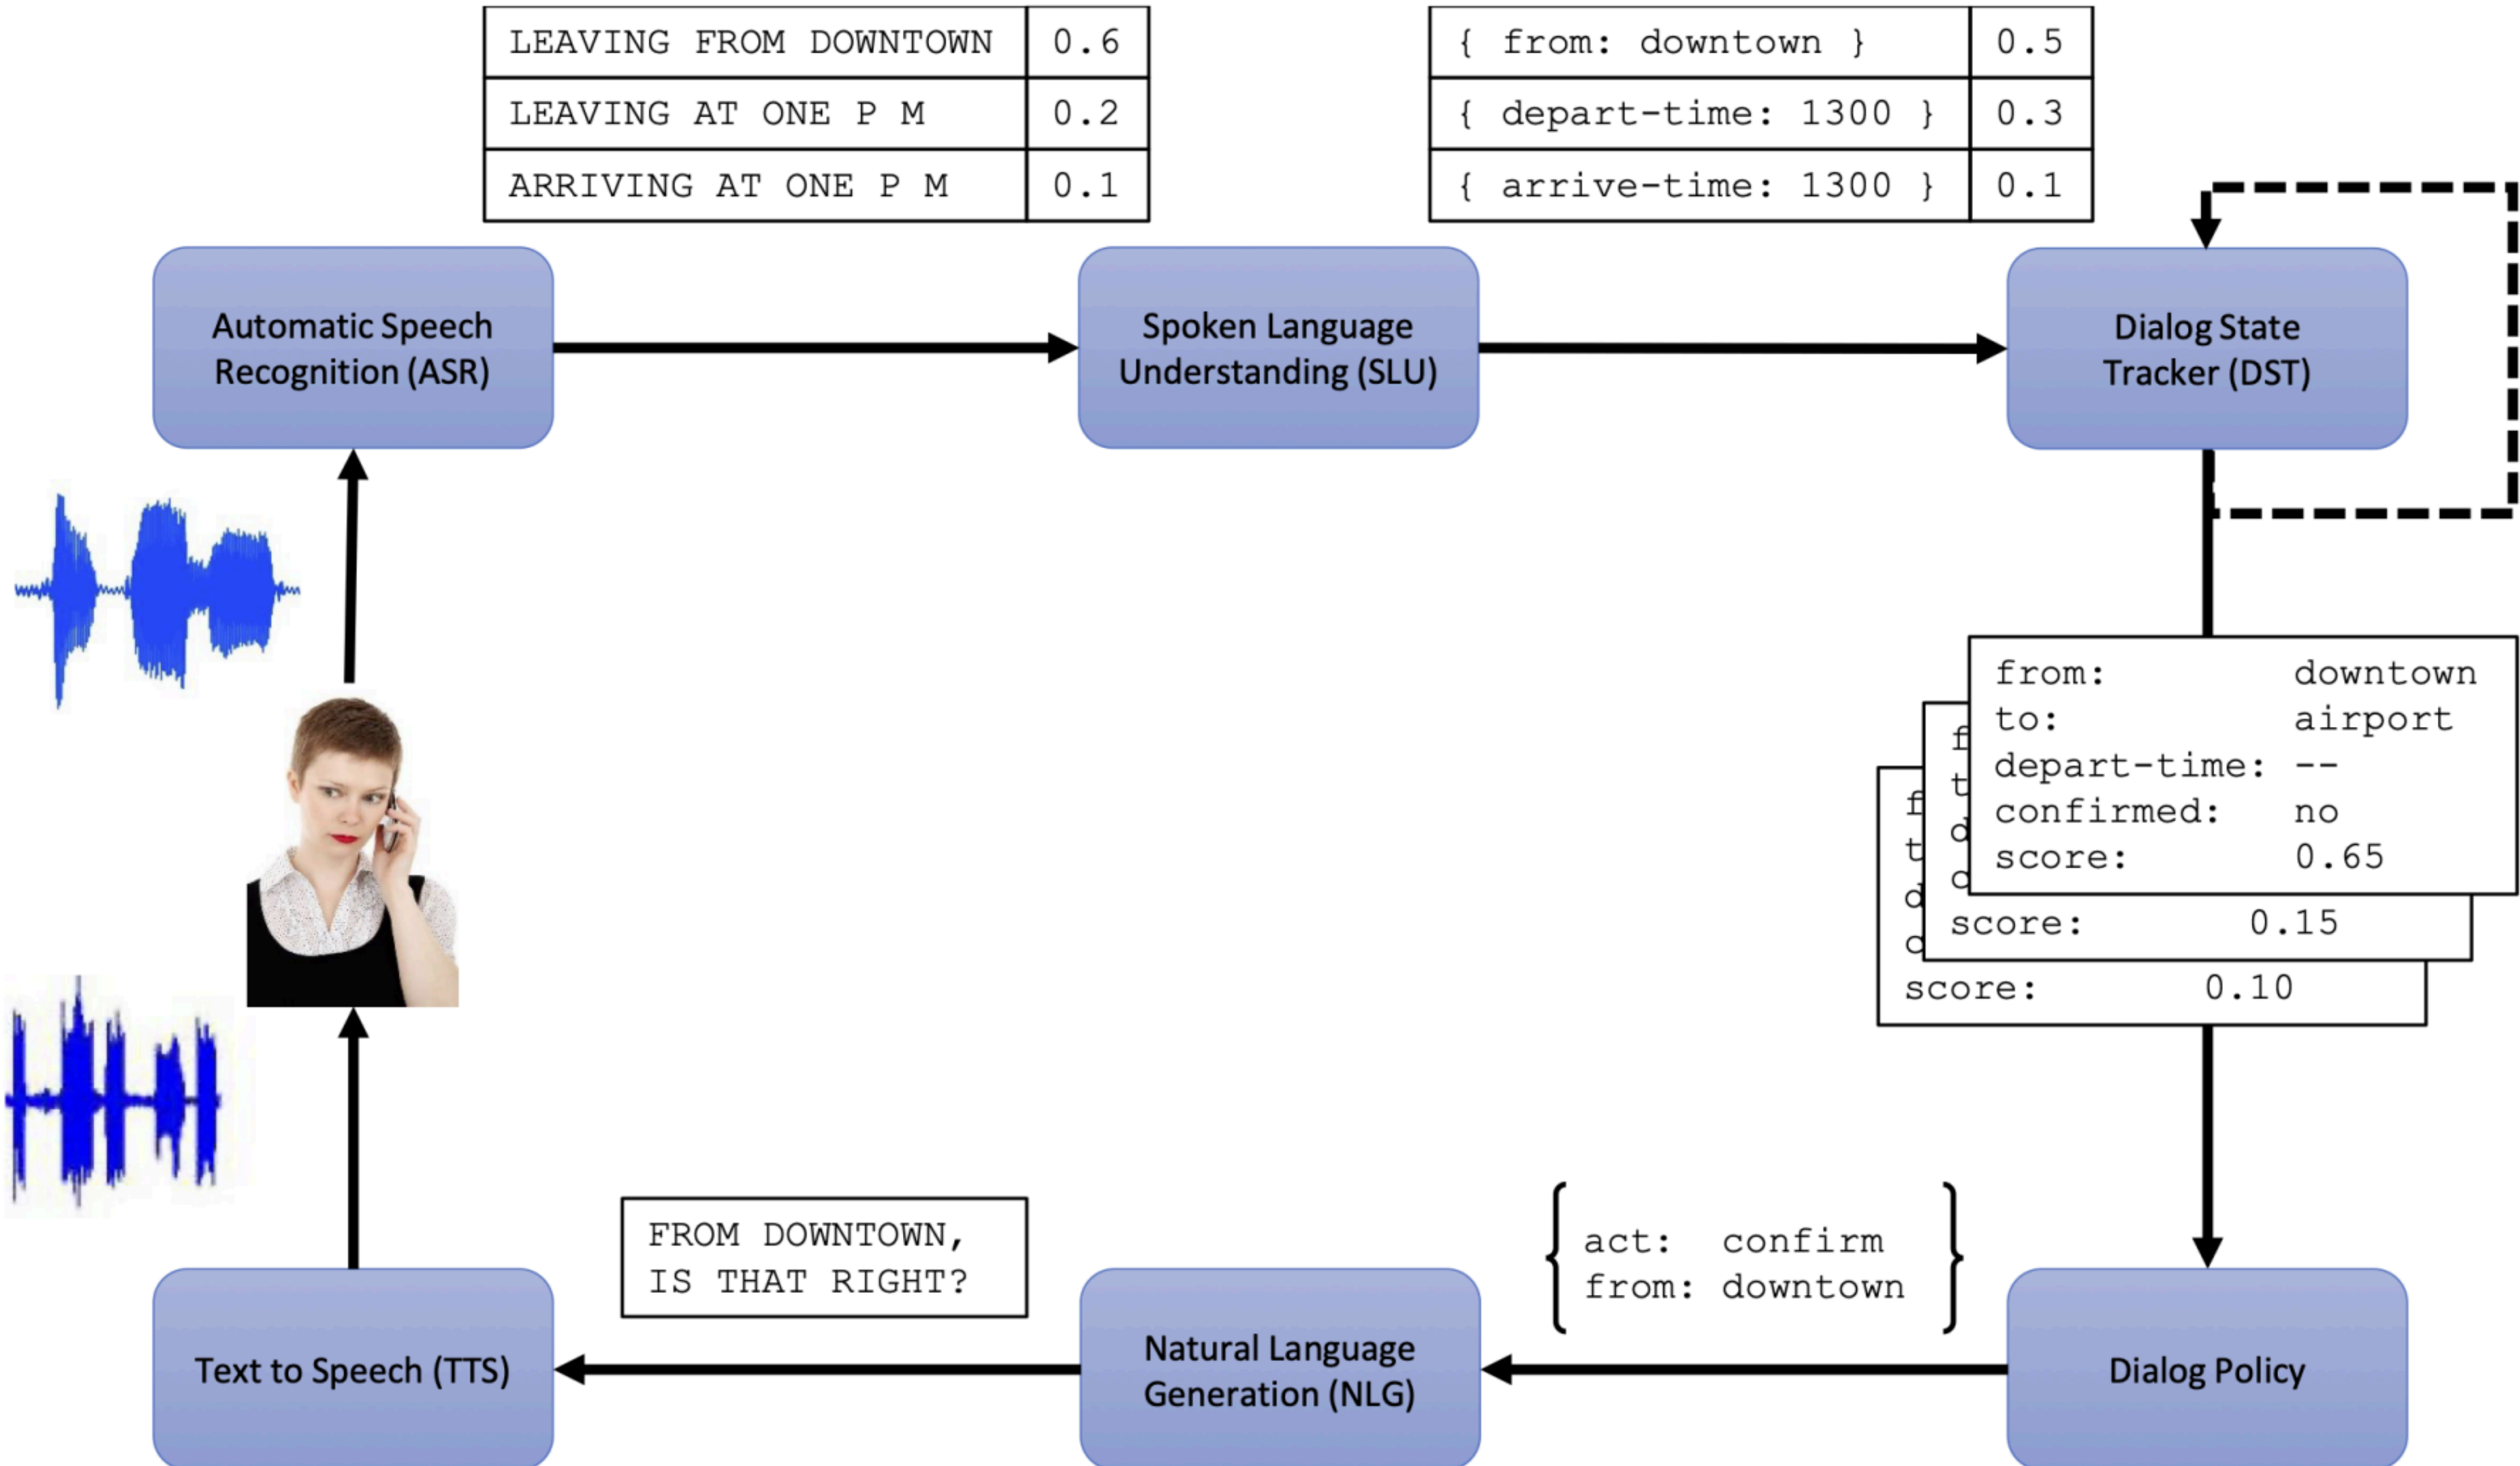 LEAVING FROM DOWNTOWN 0.6
LEAVING AT ONE P M 0.2
ARRIVING AT ONE P M 0.1
{ from: downtown } 0.5
{ depart-time: 1300 } 0.3
{ arrive-time: 1300 } 0.1
Automatic Speech
Recognition (ASR)
Spoken Language
Understanding (SLU)
Dialog State
Tracker (DST)
from: downtown
to: airport
depart-time: --
confirmed: no
score: 0.65
f
t
d
c
score: 0.15
f
t
d
c
score: 0.10
FROM DOWNTOWN,
IS THAT RIGHT?
act: confirm
from: downtown
Text to Speech (TTS)
Natural Language
Generation (NLG)
Dialog Policy